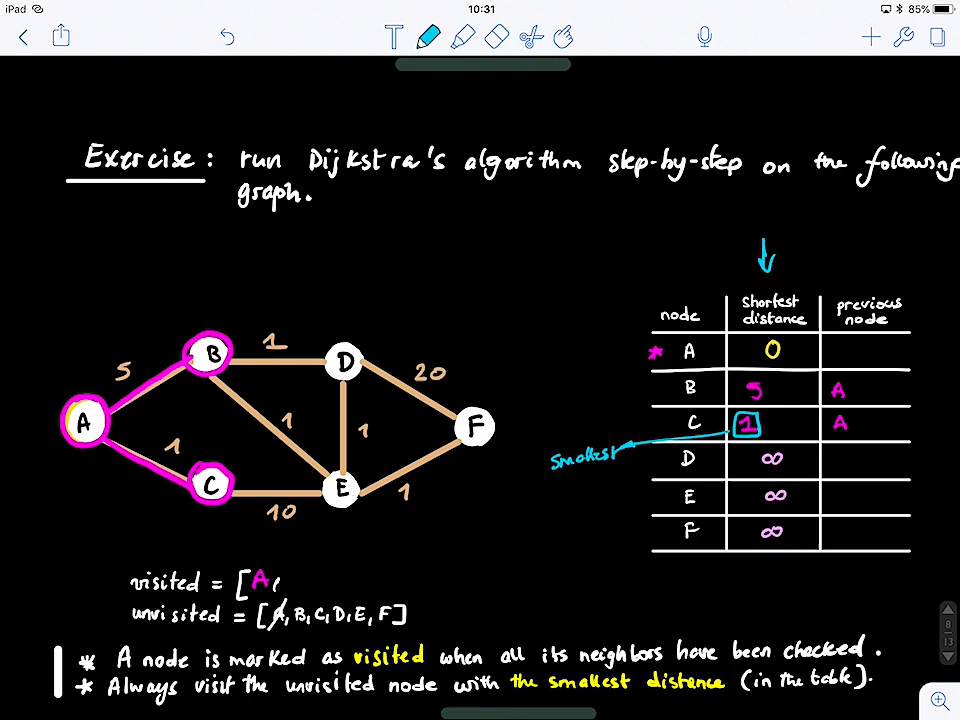 iPad 10:31 85%
T
Exercise: run Dijkstra's algorithm step-by-step on the following
graph.
node shortest distance previous node
* A 0
B 5 A
C 1 A
smallest
D ∞
E ∞
F ∞
5 B 1 D 20
A 1 1 F
1 C 10 E 1
visited = [A,
unvisited = [A, B, C, D, E, F]
* A node is marked as visited when all its neighbors have been checked.
* Always visit the unvisited node with the smallest distance (in the table).
8
13